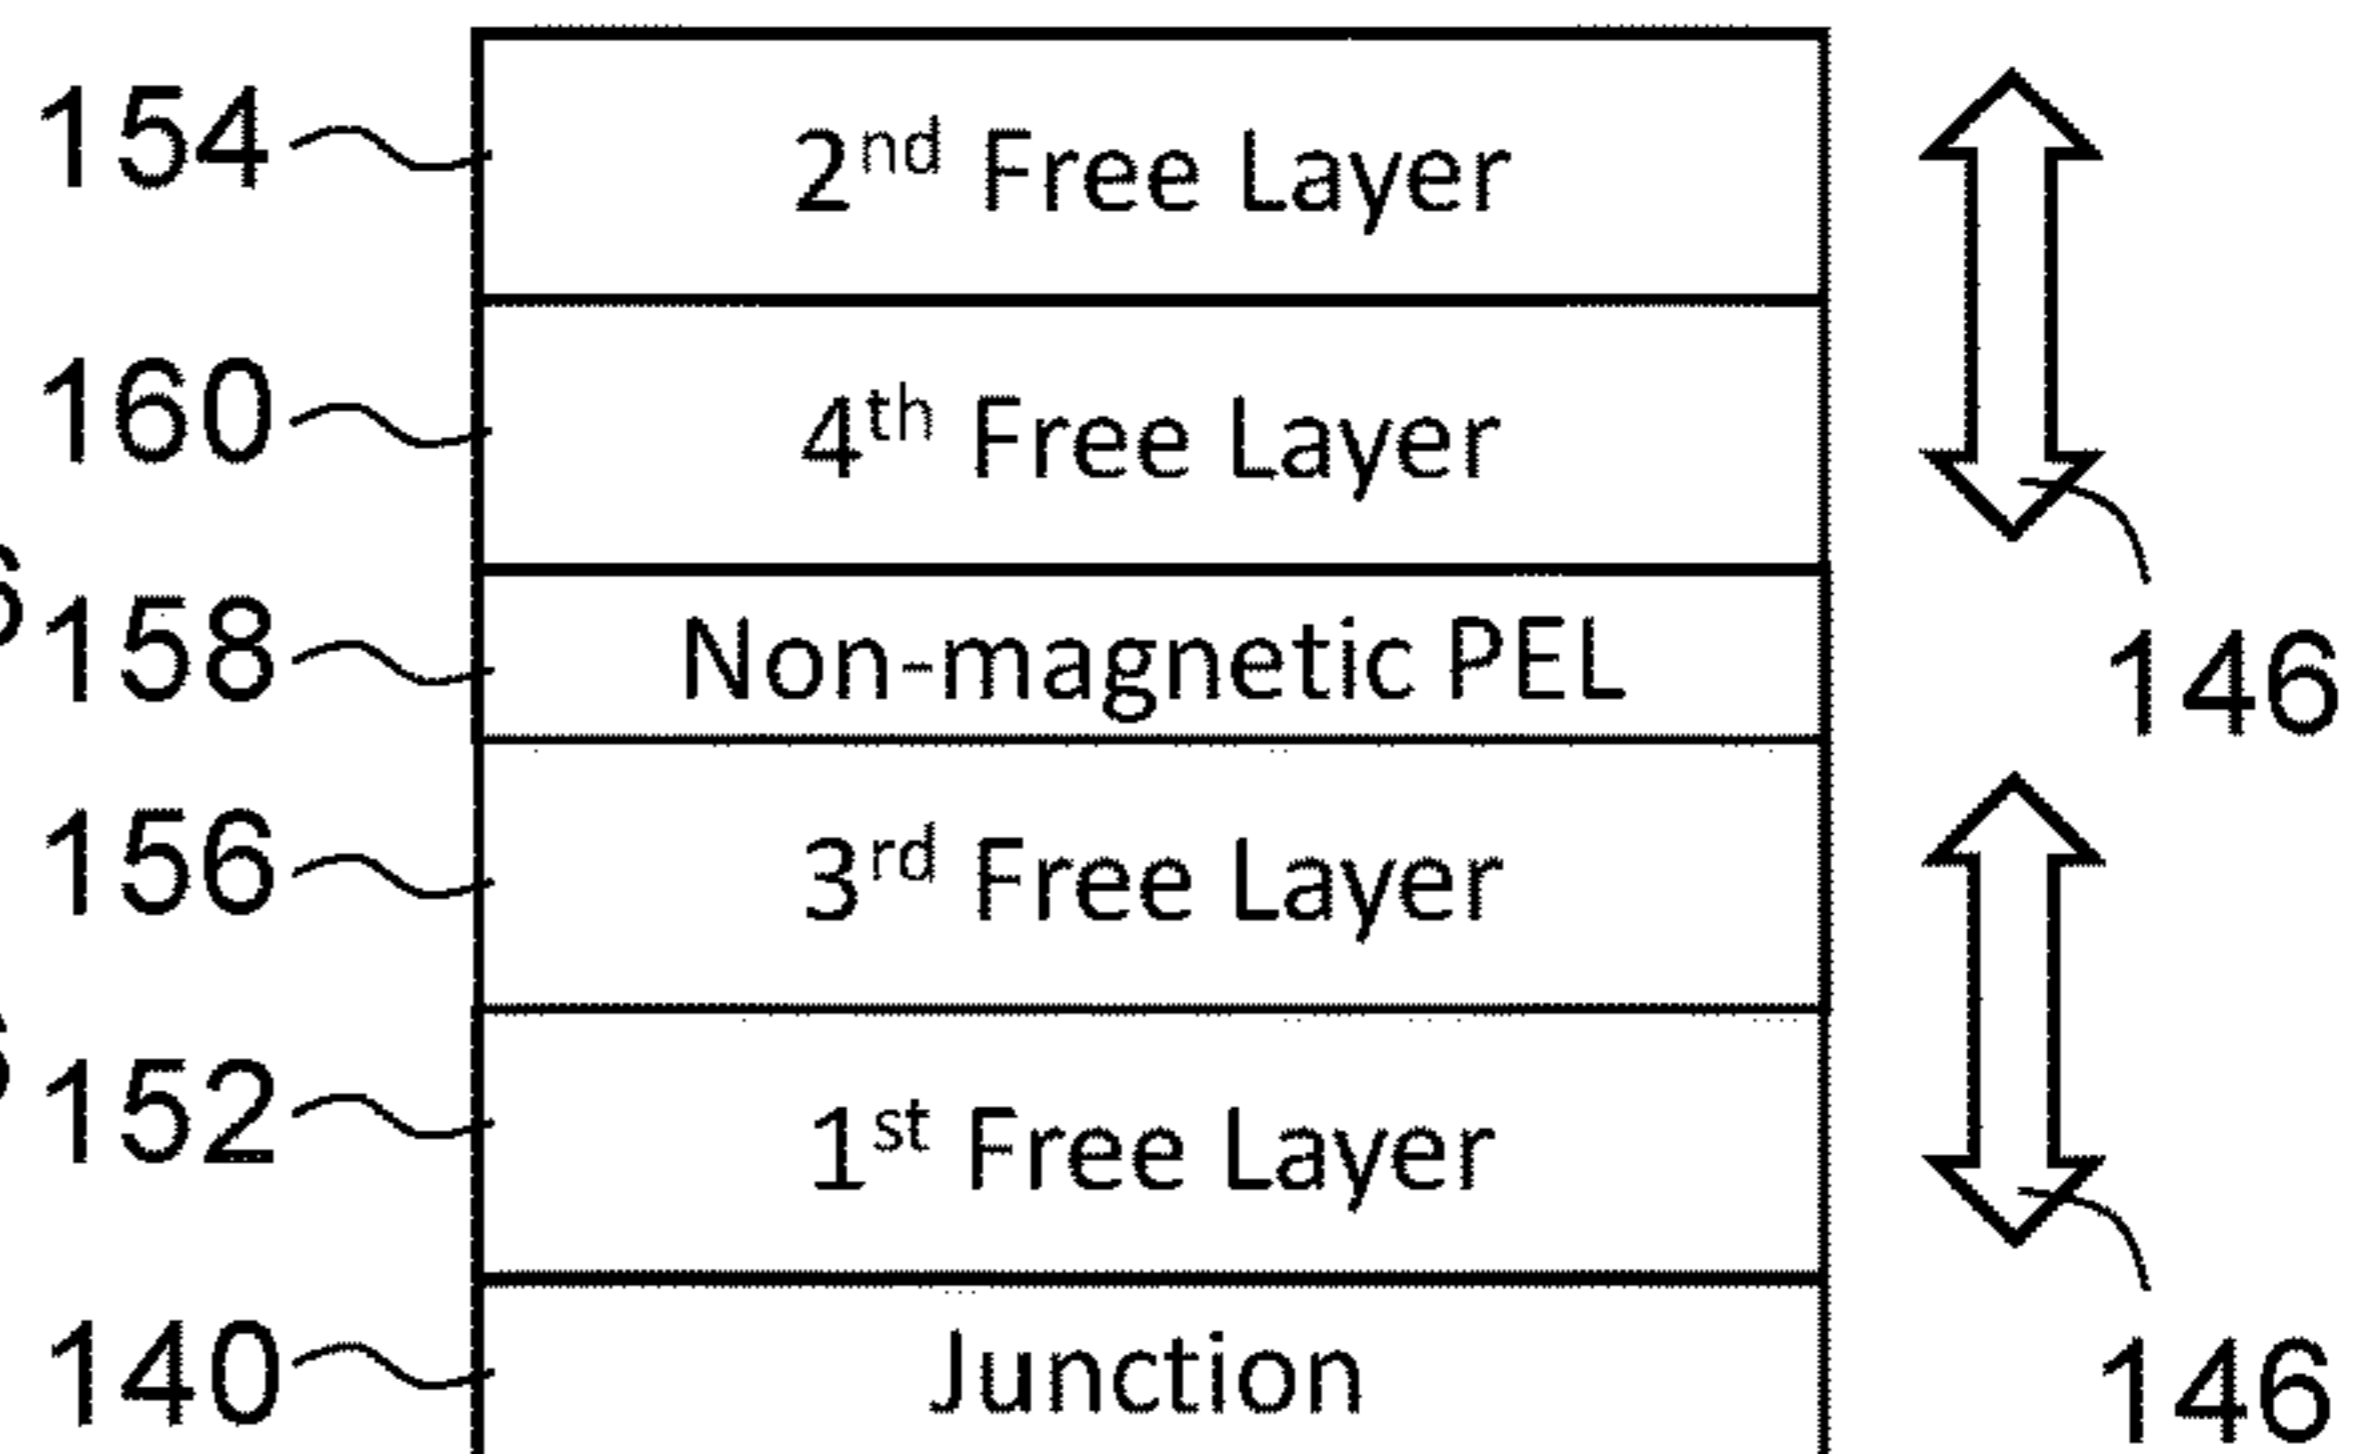 154 2nd Free Layer
160 4th Free Layer
158 Non-magnetic PEL
146
156 3rd Free Layer
152 1st Free Layer
140 Junction
146